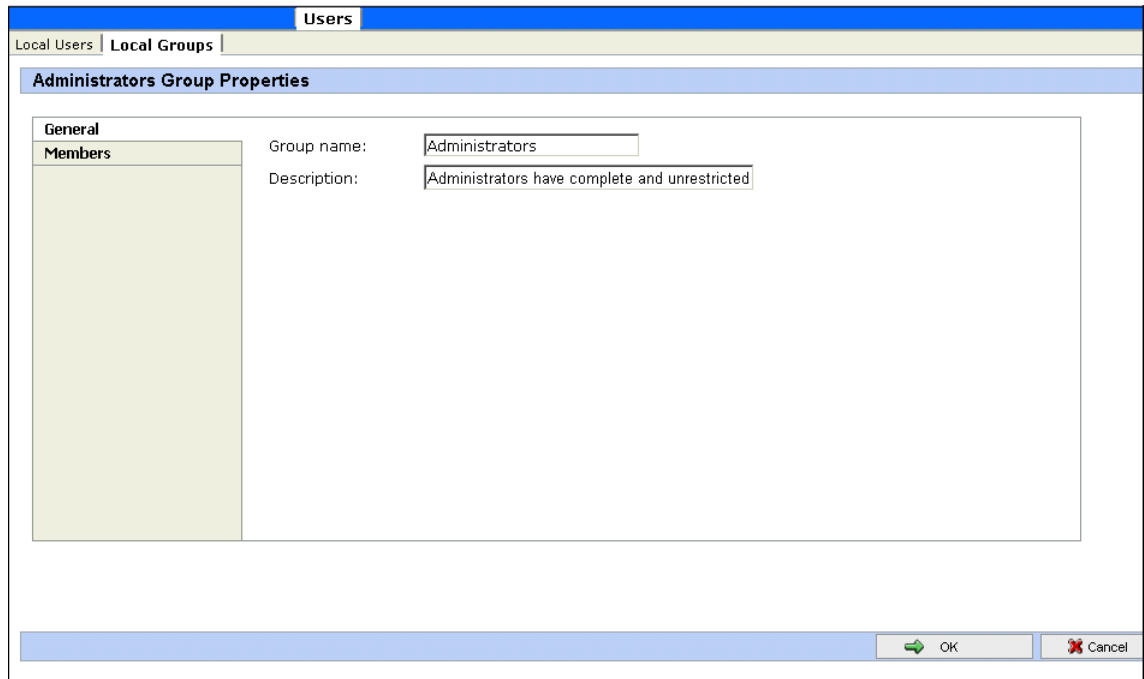 Users
Local Users Local Groups
Administrators Group Properties
General
Members
Group name: Administrators
Description: Administrators have complete and unrestricted
OK Cancel